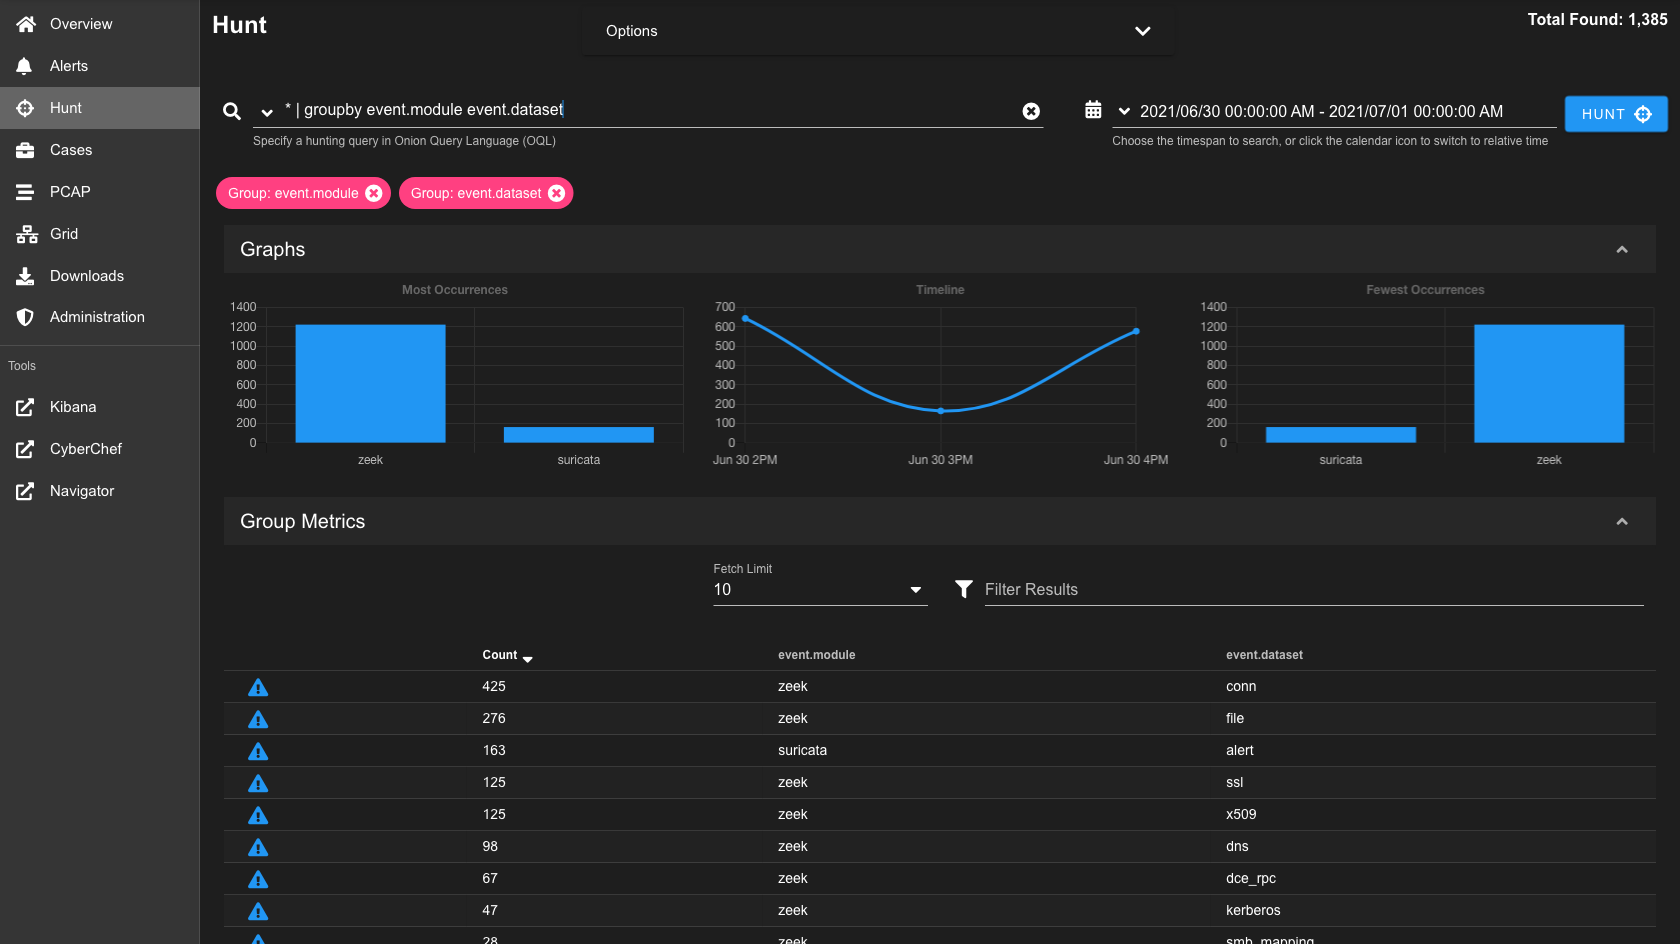 Overview
Alerts
Hunt
Cases
PCAP
Grid
Downloads
Administration
Tools
Kibana
CyberChef
Navigator
Hunt
Options
Total Found: 1,385
* | groupby event.module event.dataset
Specify a hunting query in Onion Query Language (OQL)
2021/06/30 00:00:00 AM - 2021/07/01 00:00:00 AM
Choose the timespan to search, or click the calendar icon to switch to relative time
HUNT
Group: event.module
Group: event.dataset
Graphs
Most Occurrences
1400
1200
1000
800
600
400
200
0
zeek suricata
Timeline
700
600
500
400
300
200
100
0
Jun 30 2PM Jun 30 3PM Jun 30 4PM
Fewest Occurrences
1400
1200
1000
800
600
400
200
0
suricata zeek
Group Metrics
Fetch Limit
10
Filter Results
Count event.module event.dataset
425 zeek conn
276 zeek file
163 suricata alert
125 zeek ssl
125 zeek x509
98 zeek dns
67 zeek dce_rpc
47 zeek kerberos
28 zeek smb_mapping